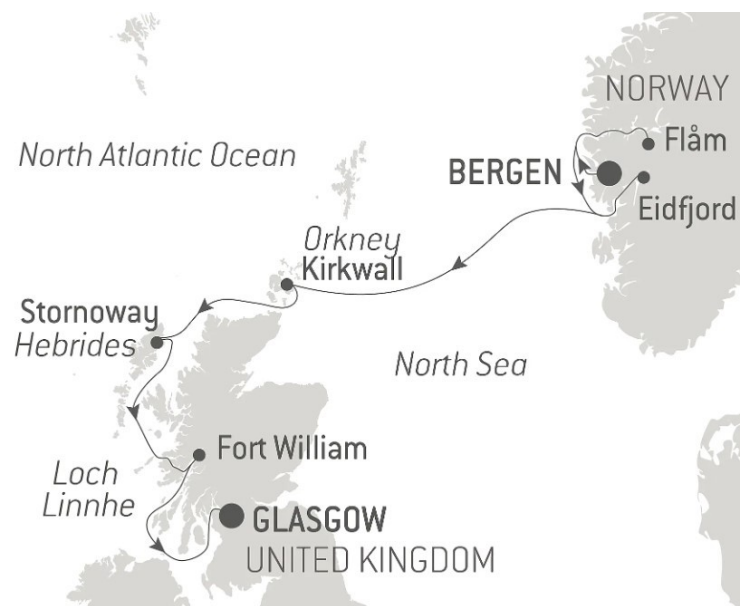 NORWAY
Flåm
North Atlantic Ocean
BERGEN
Eidfjord
Orkney
Kirkwall
Stornoway
Hebrides
North Sea
Fort William
Loch
Linnhe
GLASGOW
UNITED KINGDOM